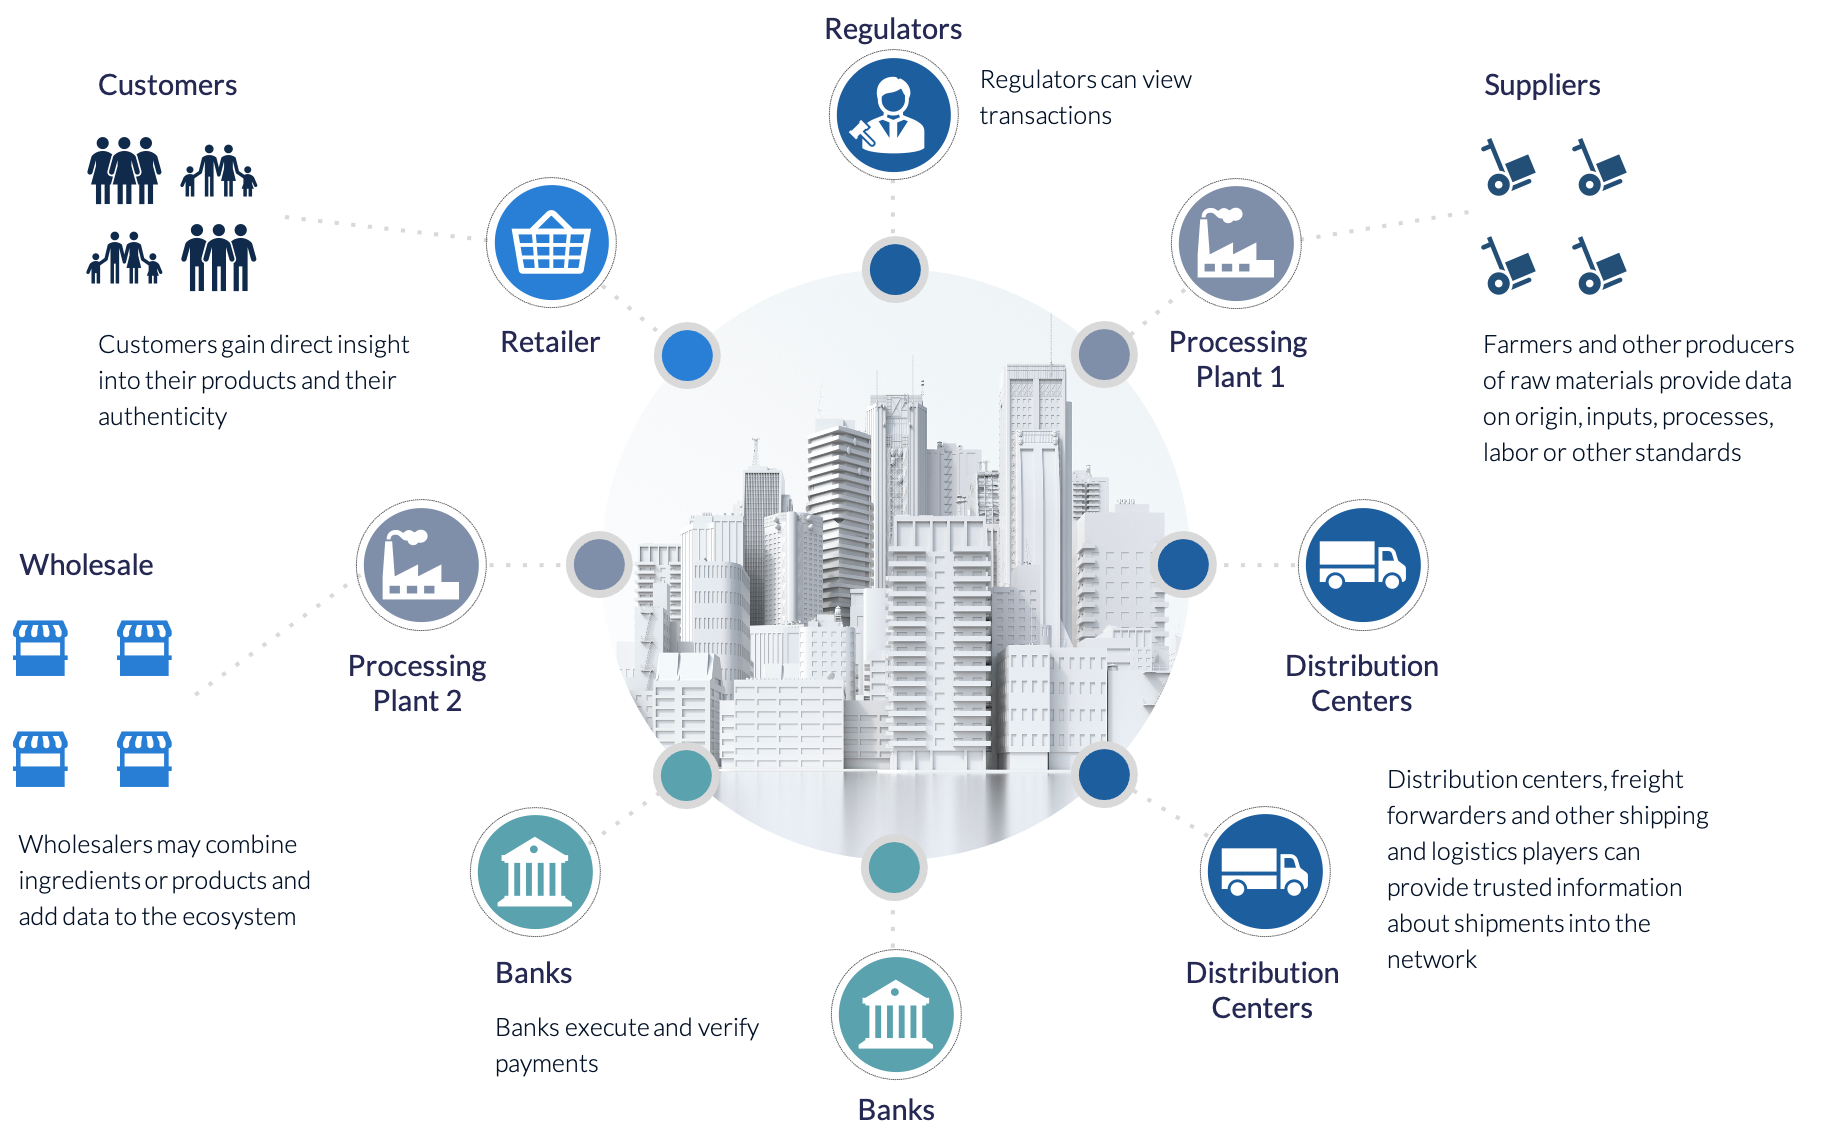 Regulators
Regulators can view
transactions
Customers
Customers gain direct insight
into their products and their
authenticity
Retailer
Processing
Plant 1
Suppliers
Farmers and other producers
of raw materials provide data
on origin, inputs, processes,
labor or other standards
Wholesale
Wholesalers may combine
ingredients or products and
add data to the ecosystem
Processing
Plant 2
Distribution
Centers
Distribution centers, freight
forwarders and other shipping
and logistics players can
provide trusted information
about shipments into the
network
Banks
Banks execute and verify
payments
Banks
Distribution
Centers